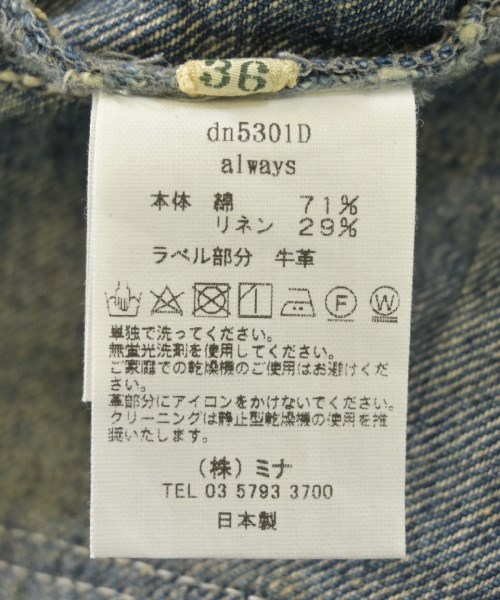 36
dn5301D
always
本体 綿 71%
リネン 29%
ラベル部分 牛革
F W
単独で洗ってください。
無蛍光洗剤を使用してください。
ご家庭での乾燥機のご使用はお避けくださ
い。
革部分にアイロンをかけないてください。
クリーニングは静止型乾燥機の使用を推
奨いたします。
(株)ミナ
TEL 03 5793 3700
日本製